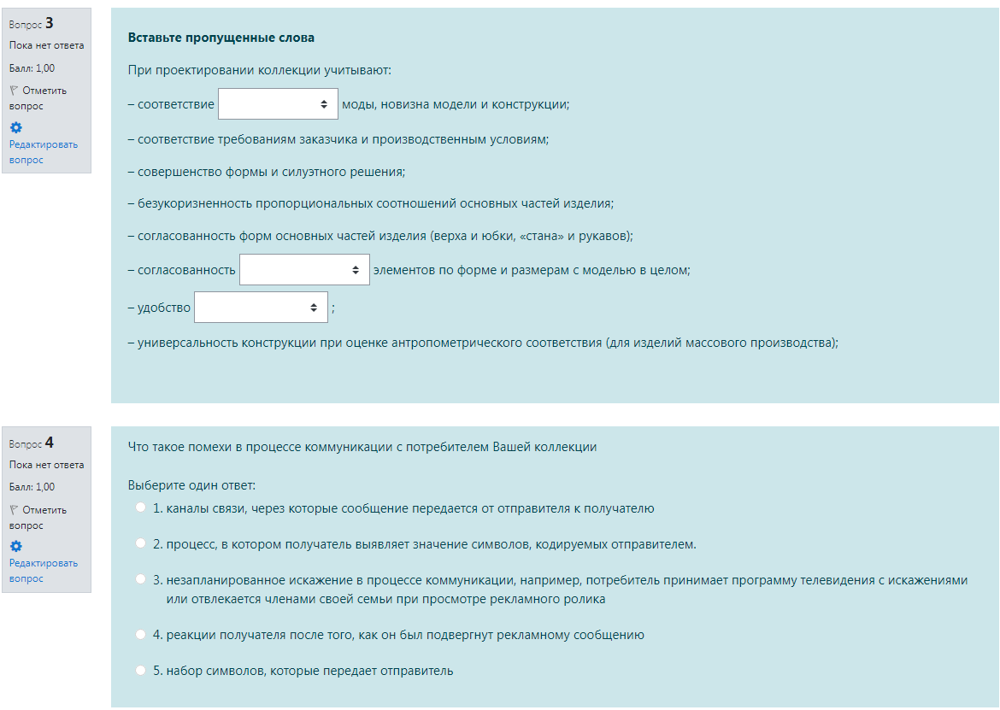 Вопрос 3
Пока нет ответа
Балл: 1,00
Отметить
вопрос
Редактировать
вопрос
Вставьте пропущенные слова
При проектировании коллекции учитывают:
– соответствие моды, новизна модели и конструкции;
– соответствие требованиям заказчика и производственным условиям;
– совершенство формы и силуэтного решения;
– безукоризненность пропорциональных соотношений основных частей изделия;
– согласованность форм основных частей изделия (верха и юбки, «стана» и рукавов);
– согласованность элементов по форме и размерам с моделью в целом;
– удобство ;
– универсальность конструкции при оценке антропометрического соответствия (для изделий массового производства);
Вопрос 4
Пока нет ответа
Балл: 1,00
Отметить
вопрос
Редактировать
вопрос
Что такое помехи в процессе коммуникации с потребителем Вашей коллекции
Выберите один ответ:
1. каналы связи, через которые сообщение передается от отправителя к получателю
2. процесс, в котором получатель выявляет значение символов, кодируемых отправителем.
3. незапланированное искажение в процессе коммуникации, например, потребитель принимает программу телевидения с искажениями
или отвлекается членами своей семьи при просмотре рекламного ролика
4. реакции получателя после того, как он был подвергнут рекламному сообщению
5. набор символов, которые передает отправитель